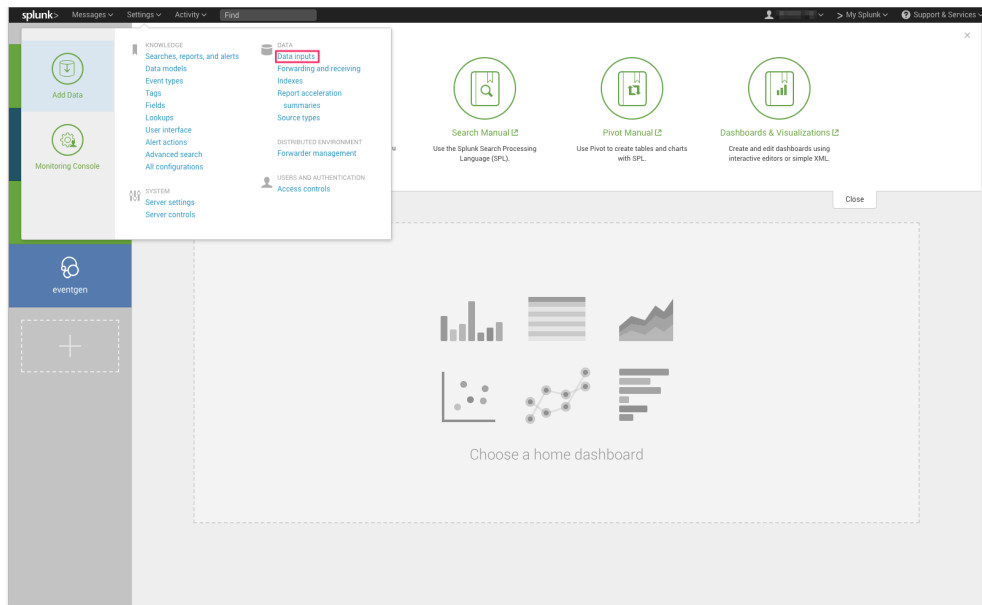 splunk> Messages Settings Activity Find My Splunk Support & Services
Add Data
Monitoring Console
KNOWLEDGE
Searches, reports, and alerts
Data models
Event types
Tags
Fields
Lookups
User interface
Alert actions
Advanced search
All configurations
SYSTEM
Server settings
Server controls
DATA
Data inputs
Forwarding and receiving
Indexes
Report acceleration
summaries
Source types
DISTRIBUTED ENVIRONMENT
Forwarder management
USERS AND AUTHENTICATION
Access controls
Search Manual
Use the Splunk Search Processing
Language (SPL).
Pivot Manual
Use Pivot to create tables and charts
with SPL.
Dashboards & Visualizations
Create and edit dashboards using
interactive editors or simple XML.
Close
eventgen
Choose a home dashboard